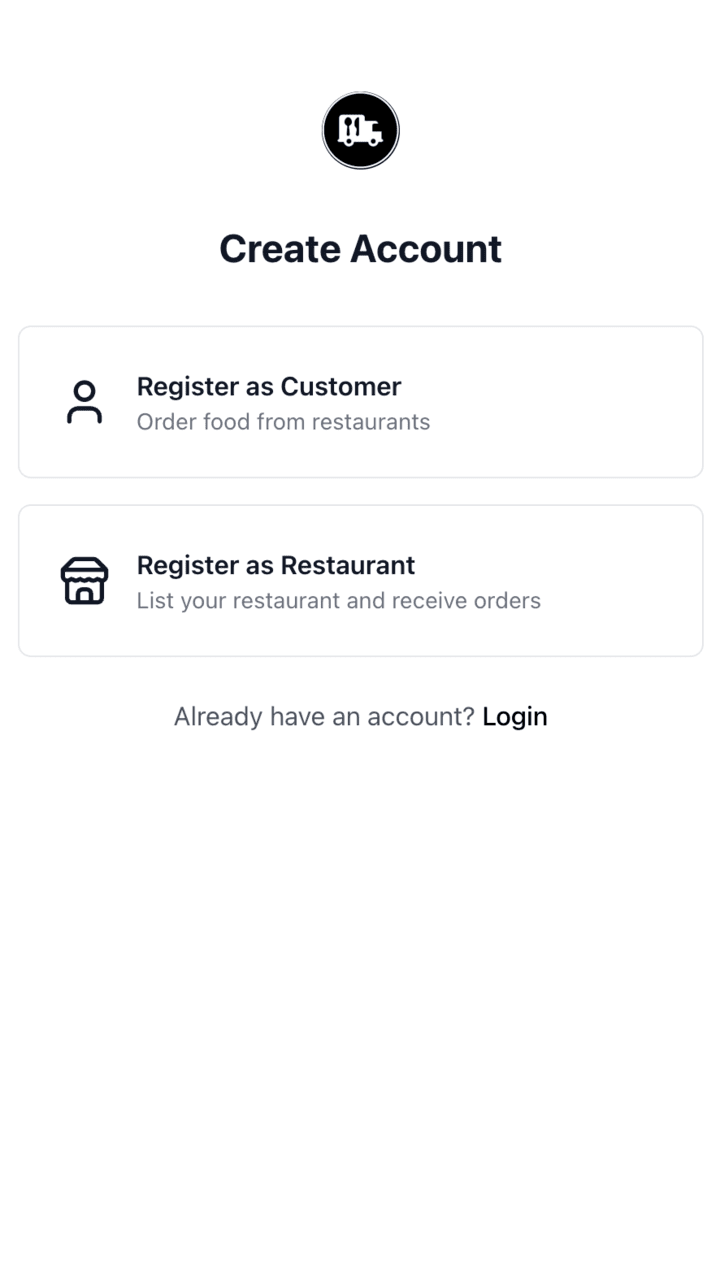 Create Account
Register as Customer
Order food from restaurants
Register as Restaurant
List your restaurant and receive orders
Already have an account? Login